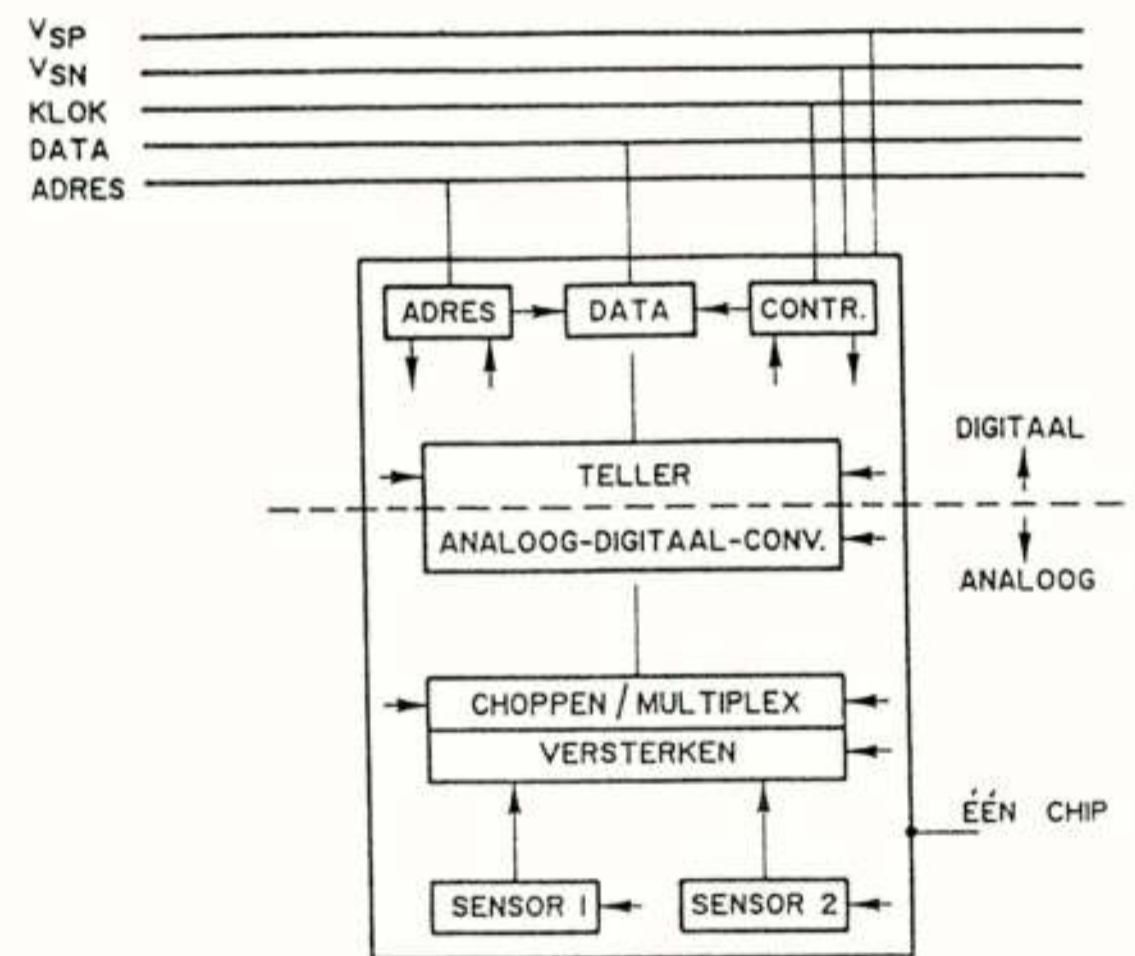 VSP
VSN
KLOK
DATA
ADRES
ADRES
DATA
CONTR.
DIGITAAL
TELLER
ANALOOG-DIGITAAL-CONV.
ANALOOG
CHOPPEN / MULTIPLEX
VERSTERKEN
ÉÉN CHIP
SENSOR 1
SENSOR 2